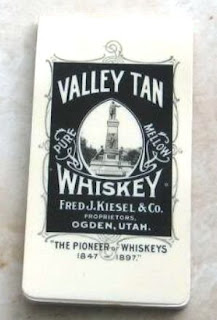 VALLEY TAN
PURE MELLOW
WHISKEY
FRED J. KIESEL & CO.
PROPRIETORS,
OGDEN, UTAH.
"THE PIONEER OF WHISKEYS
1847 - 1897."